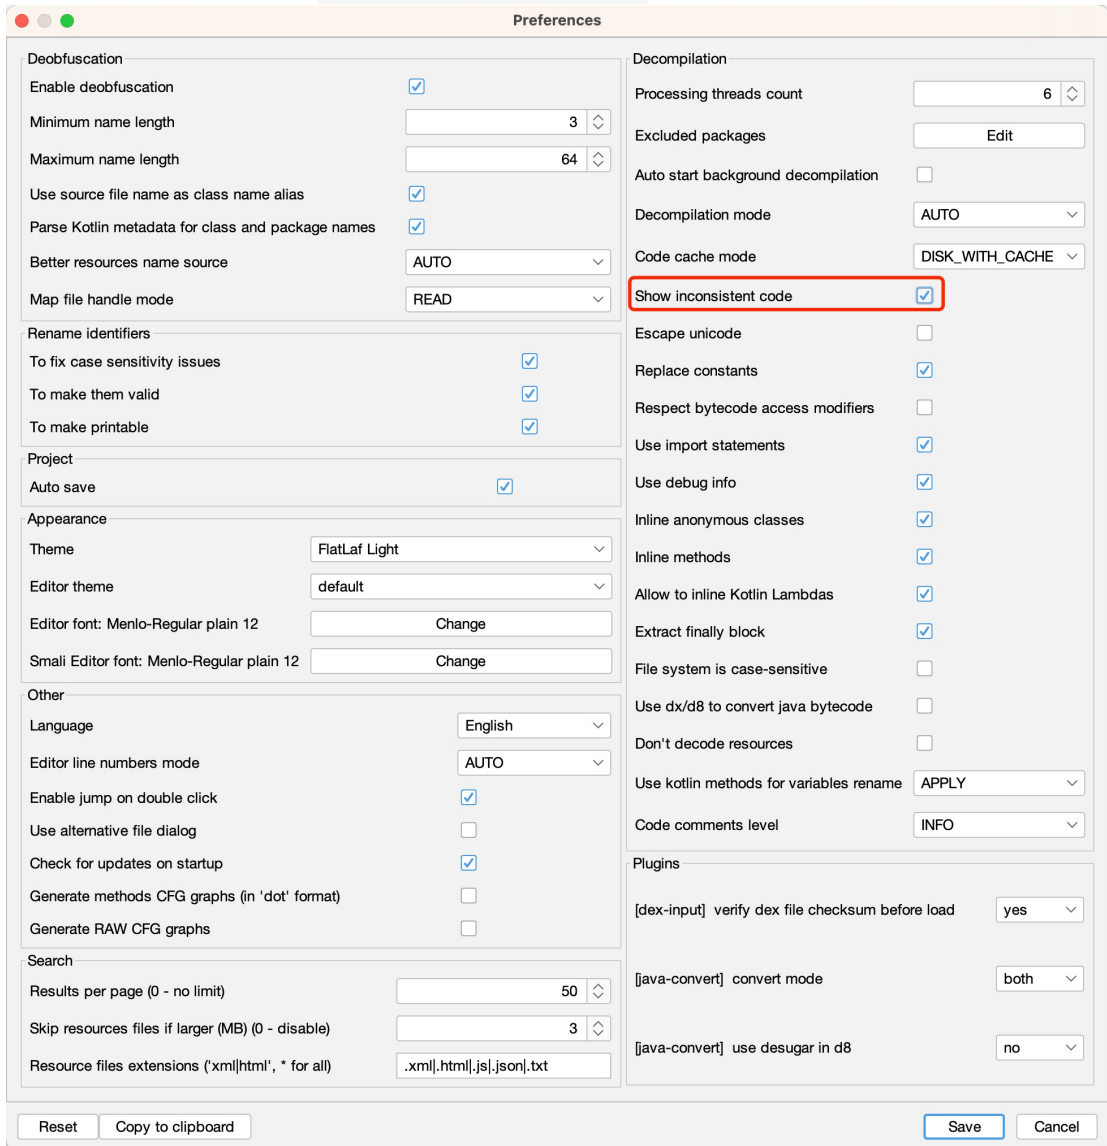 Preferences
Deobfuscation
Enable deobfuscation
Minimum name length 3
Maximum name length 64
Use source file name as class name alias
Parse Kotlin metadata for class and package names
Better resources name source AUTO
Map file handle mode READ
Rename identifiers
To fix case sensitivity issues
To make them valid
To make printable
Project
Auto save
Appearance
Theme FlatLaf Light
Editor theme default
Editor font: Menlo-Regular plain 12 Change
Smali Editor font: Menlo-Regular plain 12 Change
Other
Language English
Editor line numbers mode AUTO
Enable jump on double click
Use alternative file dialog
Check for updates on startup
Generate methods CFG graphs (in 'dot' format)
Generate RAW CFG graphs
Search
Results per page (0 - no limit) 50
Skip resources files if larger (MB) (0 - disable) 3
Resource files extensions ('xml|html', * for all) .xml|.html|.js|.json|.txt
Decompilation
Processing threads count 6
Excluded packages Edit
Auto start background decompilation
Decompilation mode AUTO
Code cache mode DISK_WITH_CACHE
Show inconsistent code
Escape unicode
Replace constants
Respect bytecode access modifiers
Use import statements
Use debug info
Inline anonymous classes
Inline methods
Allow to inline Kotlin Lambdas
Extract finally block
File system is case-sensitive
Use dx/d8 to convert java bytecode
Don't decode resources
Use kotlin methods for variables rename APPLY
Code comments level INFO
Plugins
[dex-input] verify dex file checksum before load yes
[java-convert] convert mode both
[java-convert] use desugar in d8 no
Reset Copy to clipboard Save Cancel